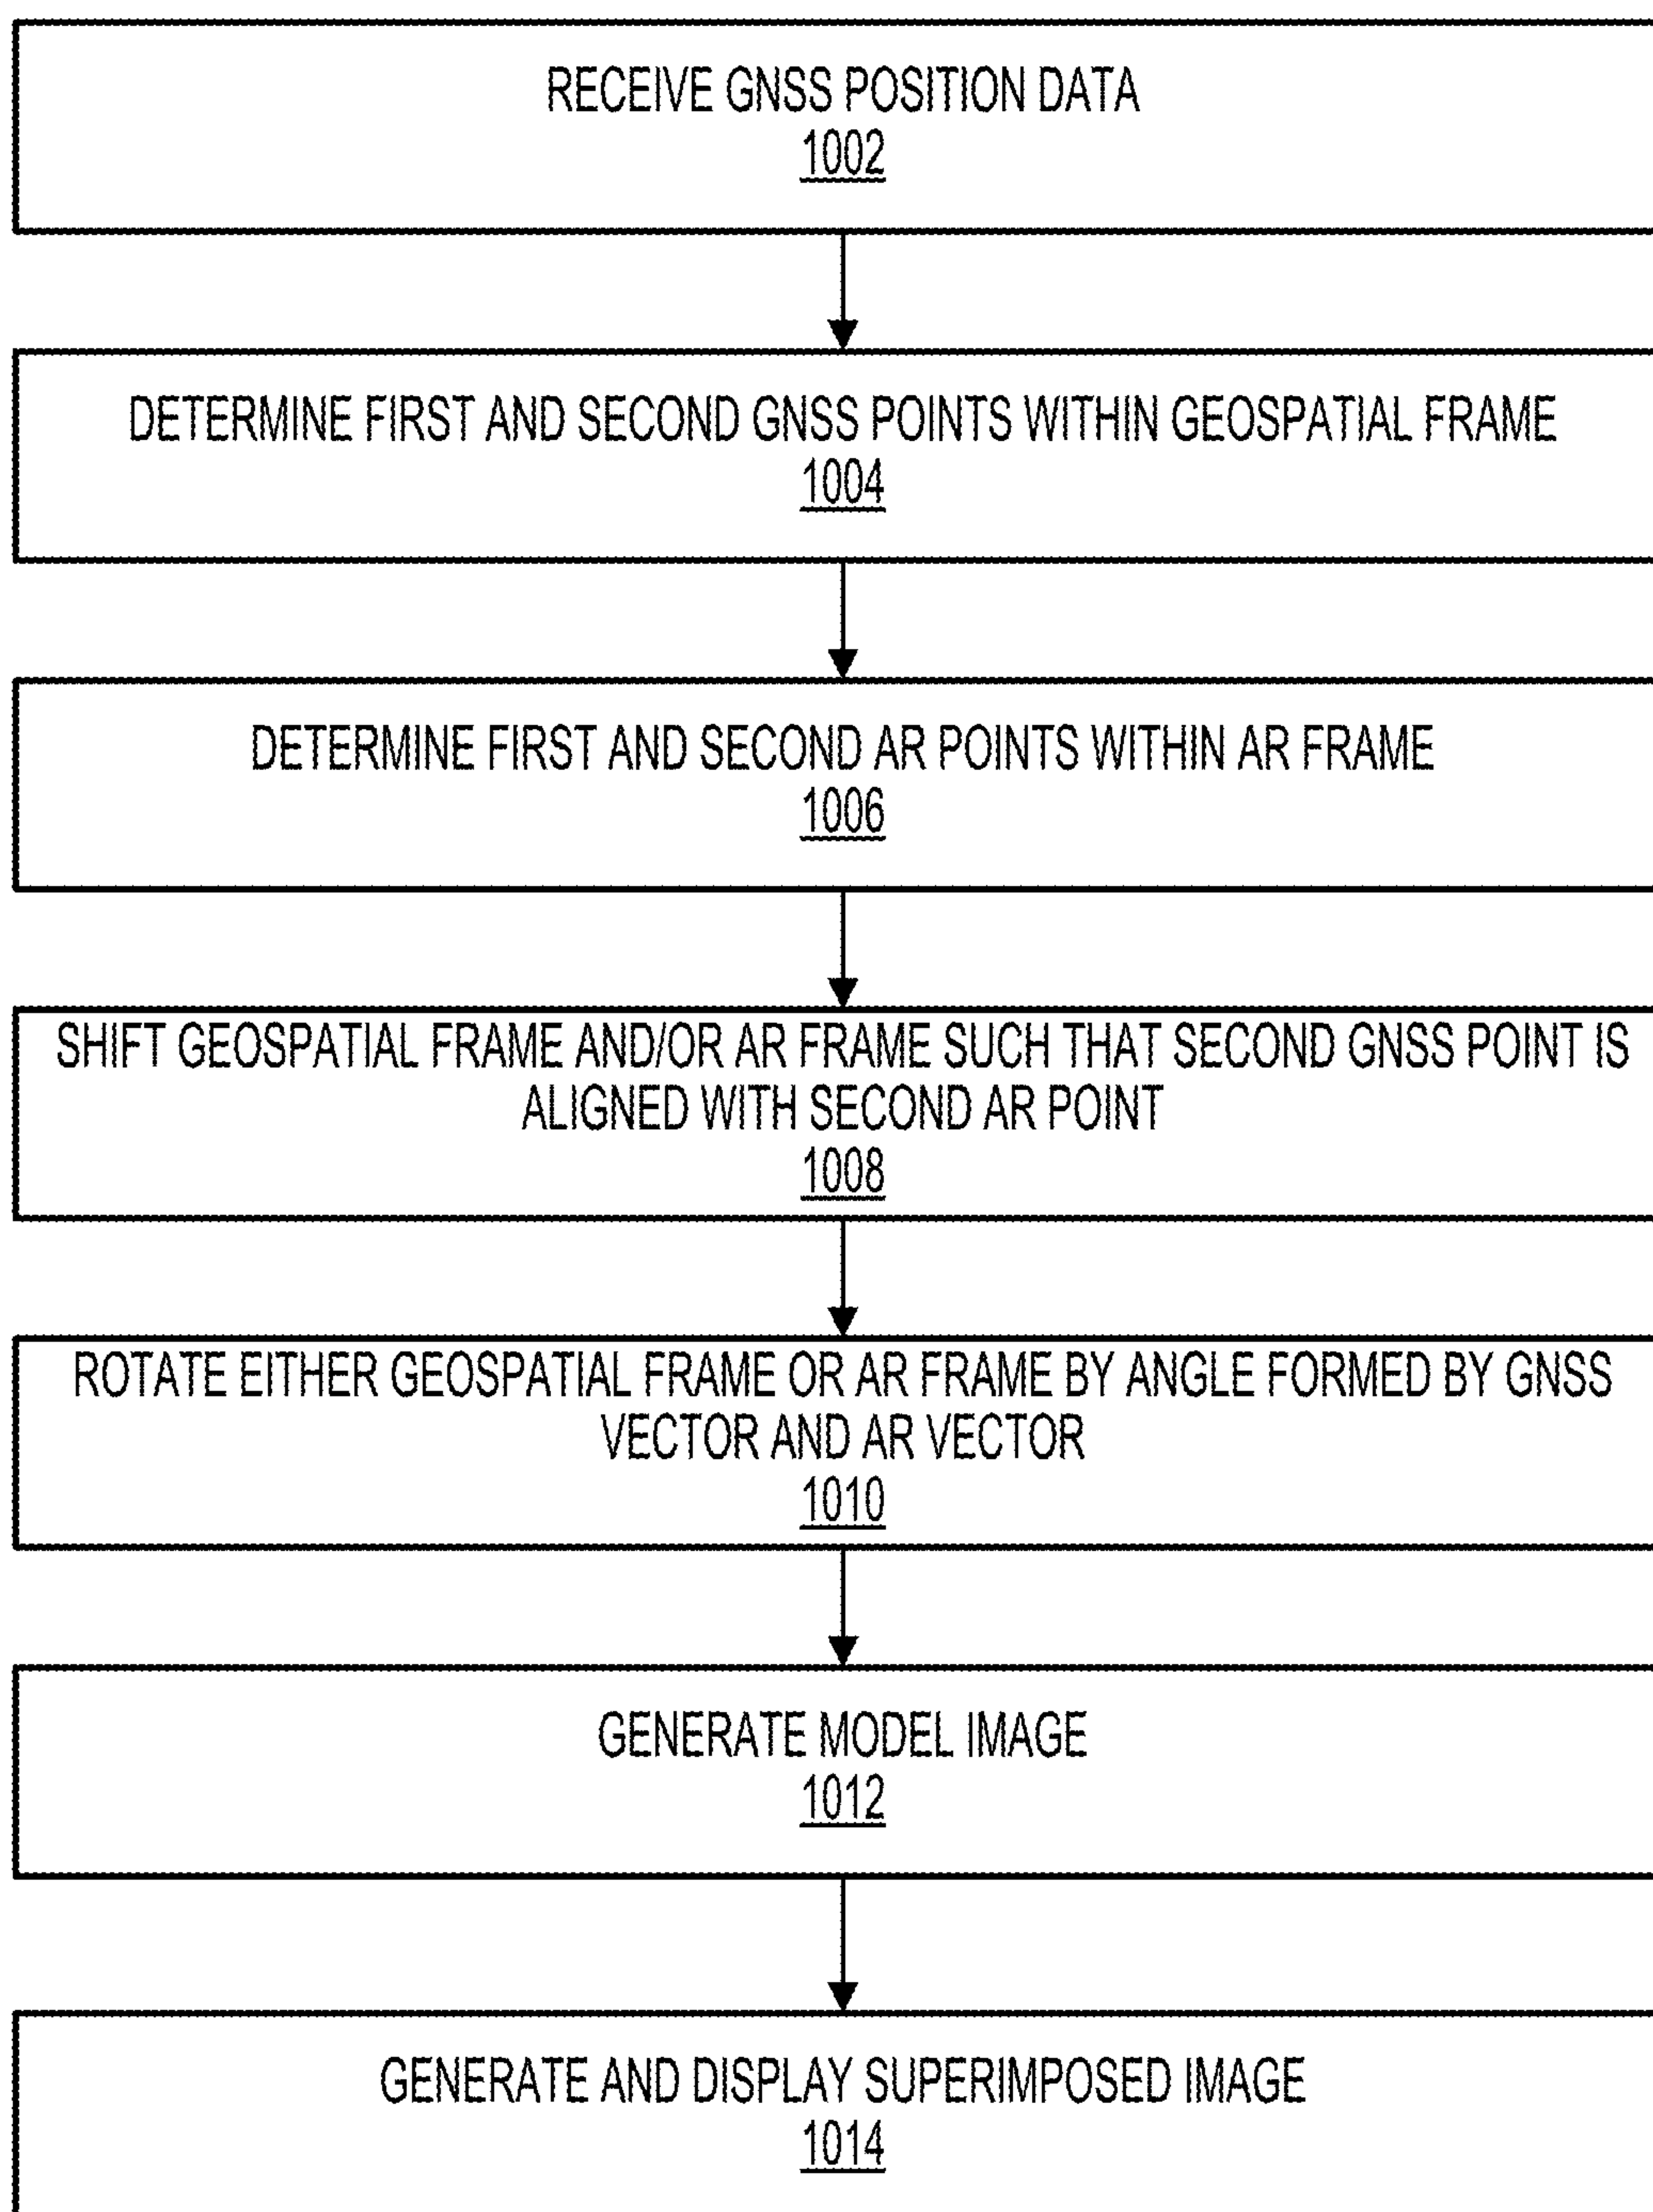 RECEIVE GNSS POSITION DATA
1002
DETERMINE FIRST AND SECOND GNSS POINTS WITHIN GEOSPATIAL FRAME
1004
DETERMINE FIRST AND SECOND AR POINTS WITHIN AR FRAME
1006
SHIFT GEOSPATIAL FRAME AND/OR AR FRAME SUCH THAT SECOND GNSS POINT IS
ALIGNED WITH SECOND AR POINT
1008
ROTATE EITHER GEOSPATIAL FRAME OR AR FRAME BY ANGLE FORMED BY GNSS
VECTOR AND AR VECTOR
1010
GENERATE MODEL IMAGE
1012
GENERATE AND DISPLAY SUPERIMPOSED IMAGE
1014